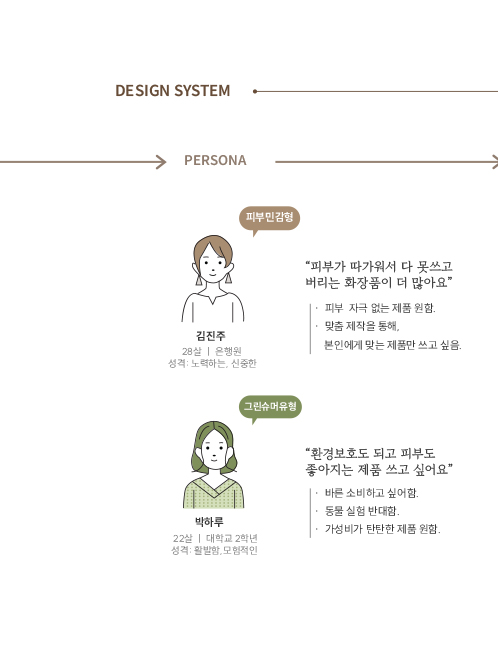 DESIGN SYSTEM
PERSONA
피부민감형
“피부가 따가워서 다 못쓰고
버리는 화장품이 더 많아요”
· 피부 자극 없는 제품 원함.
· 맞춤 제작을 통해,
본인에게 맞는 제품만 쓰고 싶음.
김진주
28살 | 은행원
성격: 노력하는, 신중한
그린슈머유형
“환경보호도 되고 피부도
좋아지는 제품 쓰고 싶어요”
· 바른 소비하고 싶어함.
· 동물 실험 반대함.
· 가성비가 탄탄한 제품 원함.
박하루
22살 | 대학교 2학년
성격: 활발함,모험적인